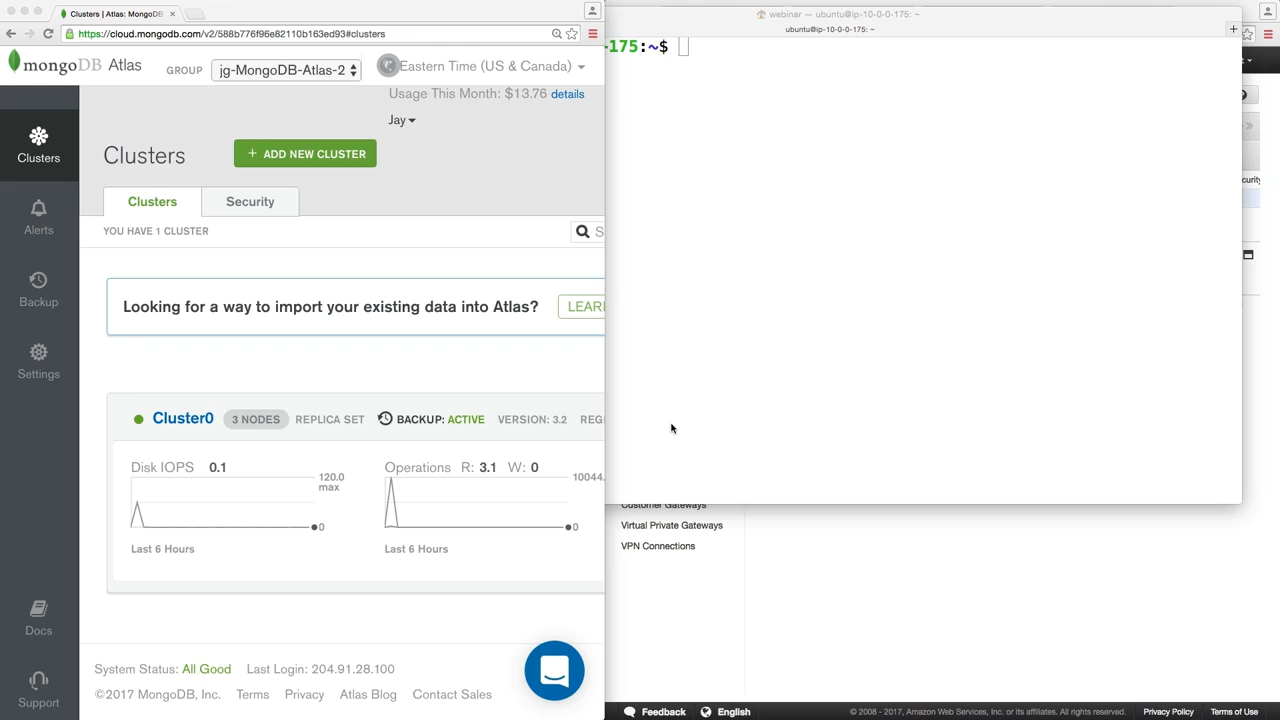 Clusters | Atlas: MongoDB
https://cloud.mongodb.com/v2/588b776f96e82110b163ed93#clusters
mongoDB Atlas
GROUP
jg-MongoDB-Atlas-2
Eastern Time (US & Canada)
Usage This Month: $13.76 details
Jay
Clusters
Alerts
Backup
Settings
Docs
Support
Clusters
+ ADD NEW CLUSTER
Clusters
Security
YOU HAVE 1 CLUSTER
S
Looking for a way to import your existing data into Atlas?
LEAR
Cluster0 3 NODES REPLICA SET BACKUP: ACTIVE VERSION: 3.2 REG
Disk IOPS 0.1
120.0
max
0
Last 6 Hours
Operations R: 3.1 W: 0
10044.
0
Last 6 Hours
System Status: All Good Last Login: 204.91.28.100
©2017 MongoDB, Inc. Terms Privacy Atlas Blog Contact Sales
webinar — ubuntu@ip-10-0-0-175: ~
ubuntu@ip-10-0-0-175: ~
-175:~$
curity
Customer Gateways
Virtual Private Gateways
VPN Connections
Feedback
English
© 2008 - 2017, Amazon Web Services, Inc. or its affiliates. All rights reserved.
Privacy Policy
Terms of Use